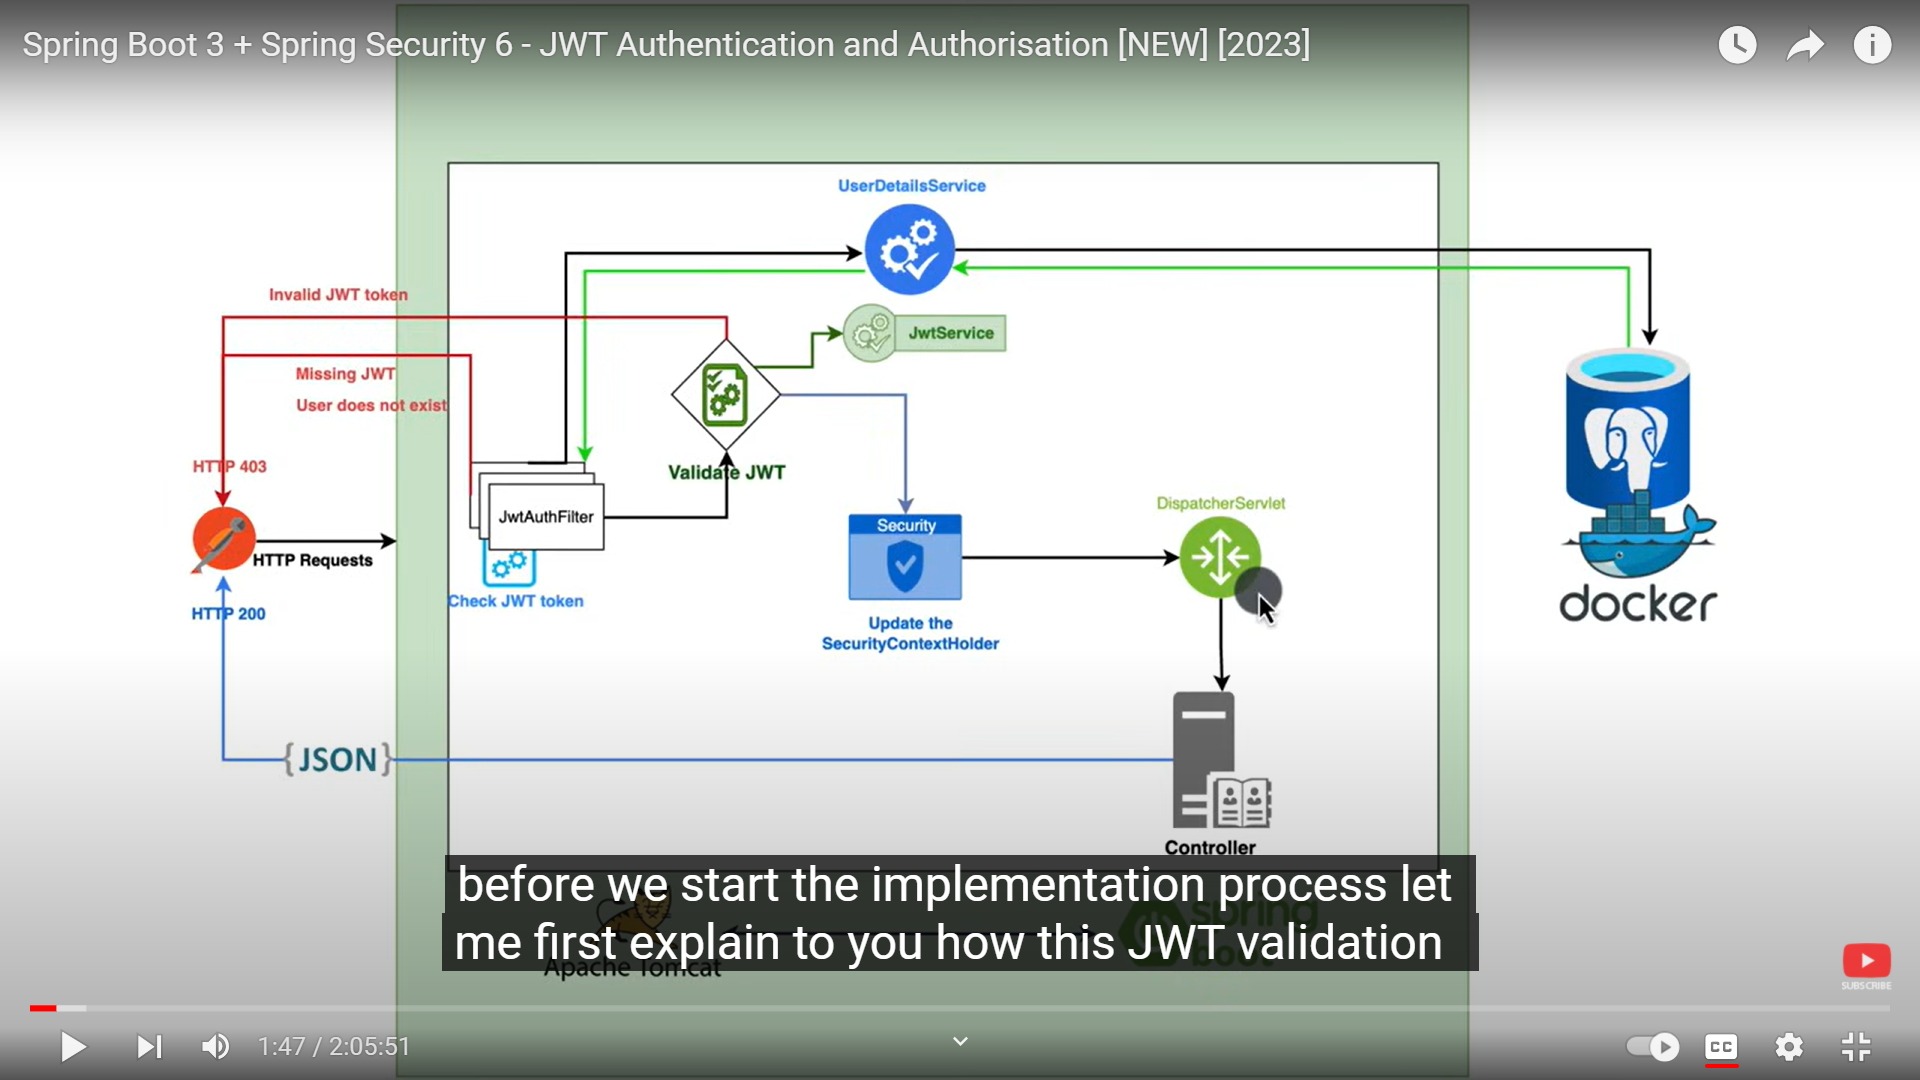 Spring Boot 3 + Spring Security 6 - JWT Authentication and Authorisation [NEW] [2023]
UserDetailsService
Invalid JWT token
JwtService
Missing JWT
User does not exist
HTTP 403
Validate JWT
JwtAuthFilter
Security
DispatcherServlet
HTTP Requests
Check JWT token
HTTP 200
Update the
SecurityContextHolder
docker
{JSON}
Controller
before we start the implementation process let
me first explain to you how this JWT validation
spring
boot
Apache Tomcat
SUBSCRIBE
1:47 / 2:05:51
CC